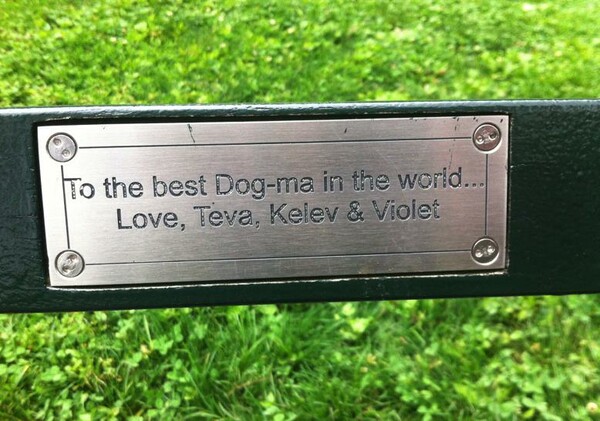 To the best Dog-ma in the world...
Love, Teva, Kelev & Violet